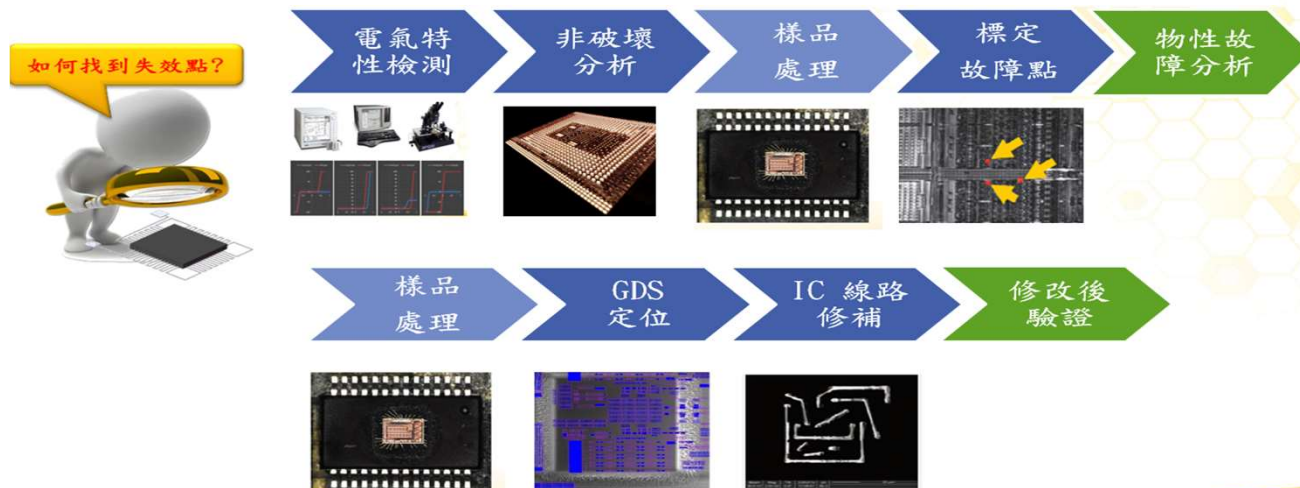 如何找到失效點?
電氣特
性檢測
非破壞
分析
樣品
處理
標定
故障點
物性故
障分析
樣品
處理
GDS
定位
IC 線路
修補
修改後
驗證